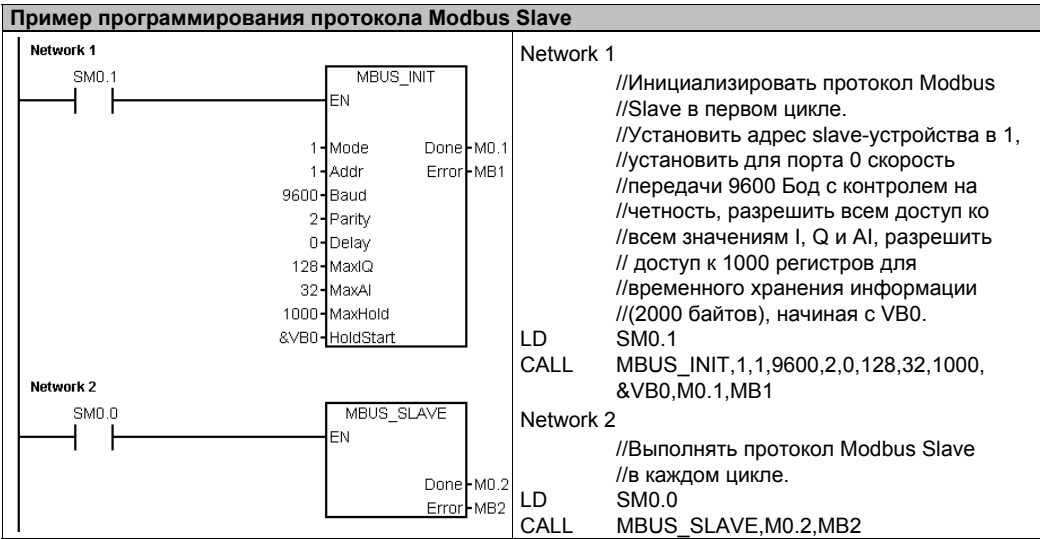 Пример программирования протокола Modbus Slave
Network 1
SM0.1
MBUS_INIT
EN
1 Mode Done M0.1
1 Addr Error MB1
9600 Baud
2 Parity
0 Delay
128 MaxIQ
32 MaxAI
1000 MaxHold
&VB0 HoldStart
Network 2
SM0.0
MBUS_SLAVE
EN
Done M0.2
Error MB2
Network 1
//Инициализировать протокол Modbus
//Slave в первом цикле.
//Установить адрес slave-устройства в 1,
//установить для порта 0 скорость
//передачи 9600 Бод с контролем на
//четность, разрешить всем доступ ко
//всем значениям I, Q и AI, разрешить
// доступ к 1000 регистров для
//временного хранения информации
//(2000 байтов), начиная с VB0.
LD SM0.1
CALL MBUS_INIT,1,1,9600,2,0,128,32,1000,
&VB0,M0.1,MB1
Network 2
//Выполнять протокол Modbus Slave
//в каждом цикле.
LD SM0.0
CALL MBUS_SLAVE,M0.2,MB2